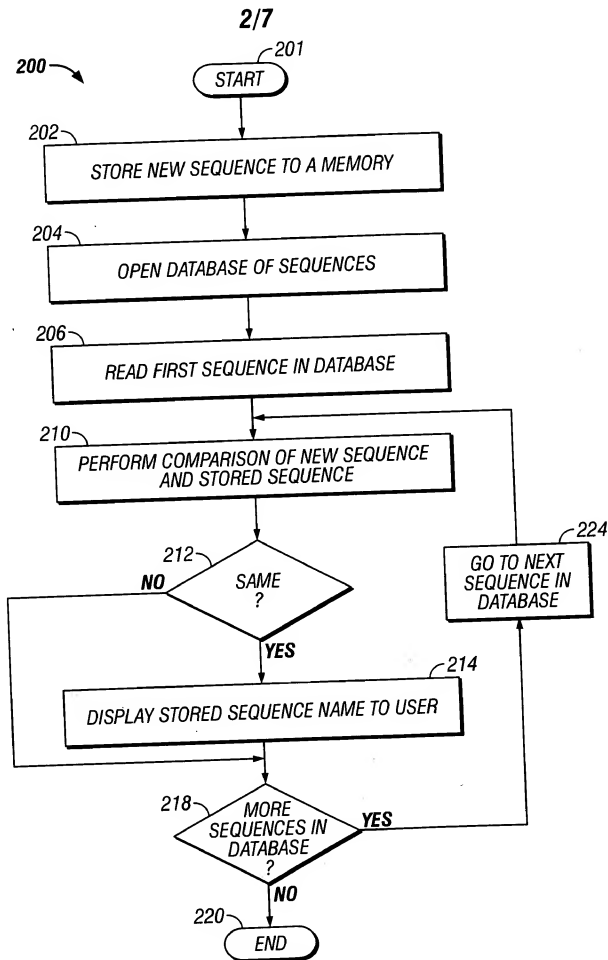 2/7
200
201
START
202
STORE NEW SEQUENCE TO A MEMORY
204
OPEN DATABASE OF SEQUENCES
206
READ FIRST SEQUENCE IN DATABASE
210
PERFORM COMPARISON OF NEW SEQUENCE
AND STORED SEQUENCE
224
GO TO NEXT
SEQUENCE IN
DATABASE
212
NO
SAME
?
YES
214
DISPLAY STORED SEQUENCE NAME TO USER
218
MORE
SEQUENCES IN
DATABASE
?
YES
NO
220
END